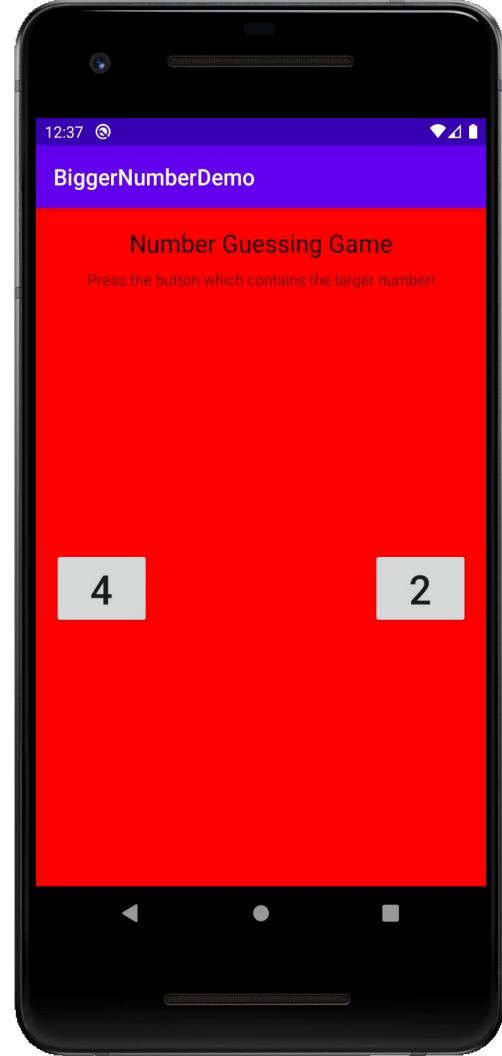 12:37
BiggerNumberDemo
Number Guessing Game
Press the button which contains the larger number!
4
2